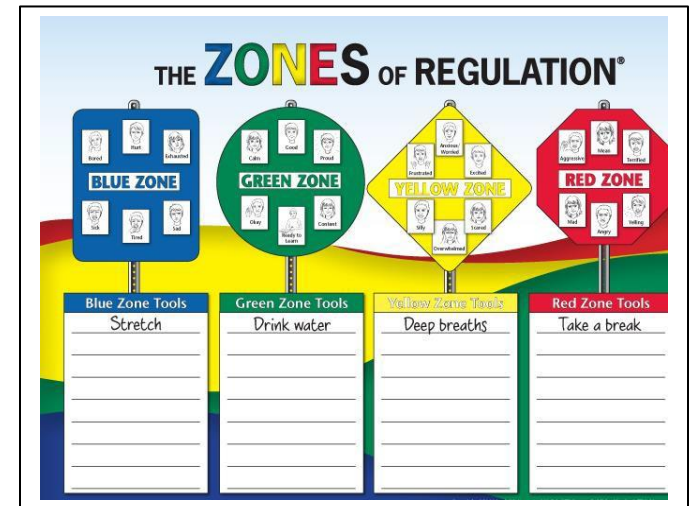 THE ZONES OF REGULATION®
Bored
Hurt
Exhausted
BLUE ZONE
Sick
Tired
Sad
Calm
Good
Proud
GREEN ZONE
Okay
Ready to
Learn
Content
Frustrated
Anxious/
Worried
Excited
YELLOW ZONE
Silly
Overwhelmed
Scared
Aggressive
Mean
Terrified
RED ZONE
Mad
Angry
Yelling
Blue Zone Tools
Stretch
Green Zone Tools
Drink water
Yellow Zone Tools
Deep breaths
Red Zone Tools
Take a break